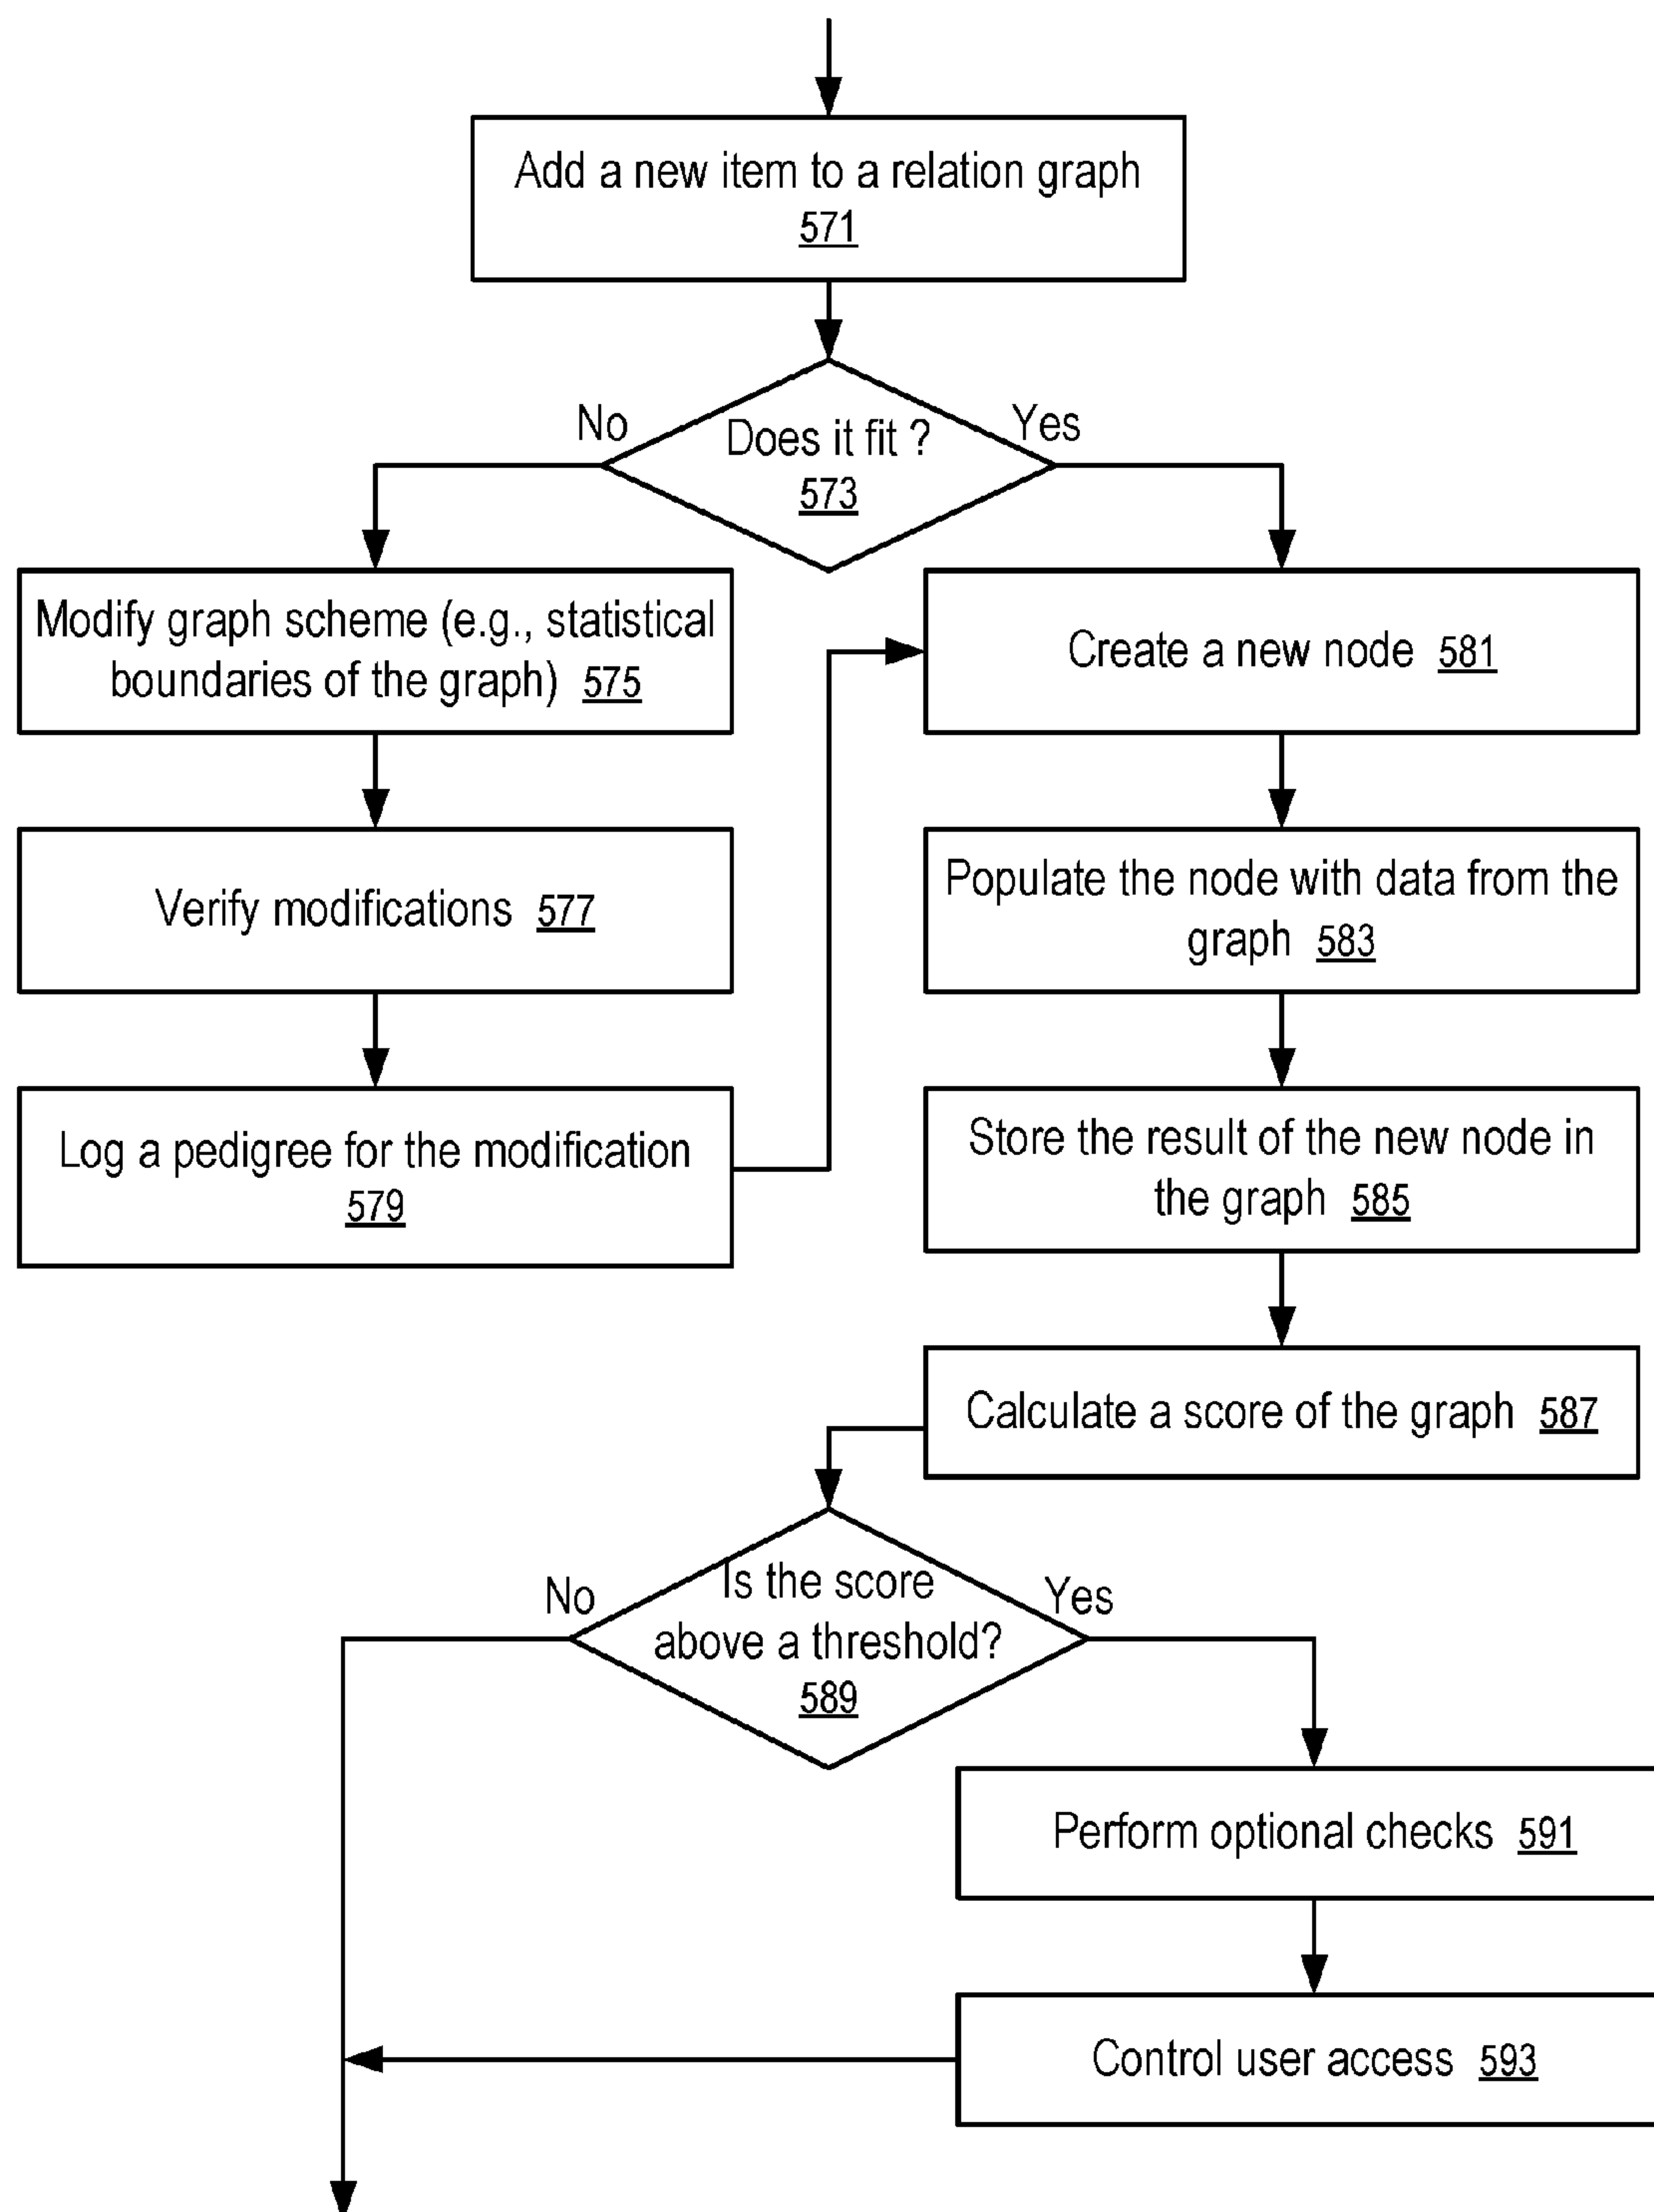 Add a new item to a relation graph
571
No
Yes
Does it fit ?
573
Modify graph scheme (e.g., statistical
boundaries of the graph) 575
Create a new node 581
Verify modifications 577
Populate the node with data from the
graph 583
Log a pedigree for the modification
579
Store the result of the new node in
the graph 585
Calculate a score of the graph 587
No
Yes
Is the score
above a threshold?
589
Perform optional checks 591
Control user access 593